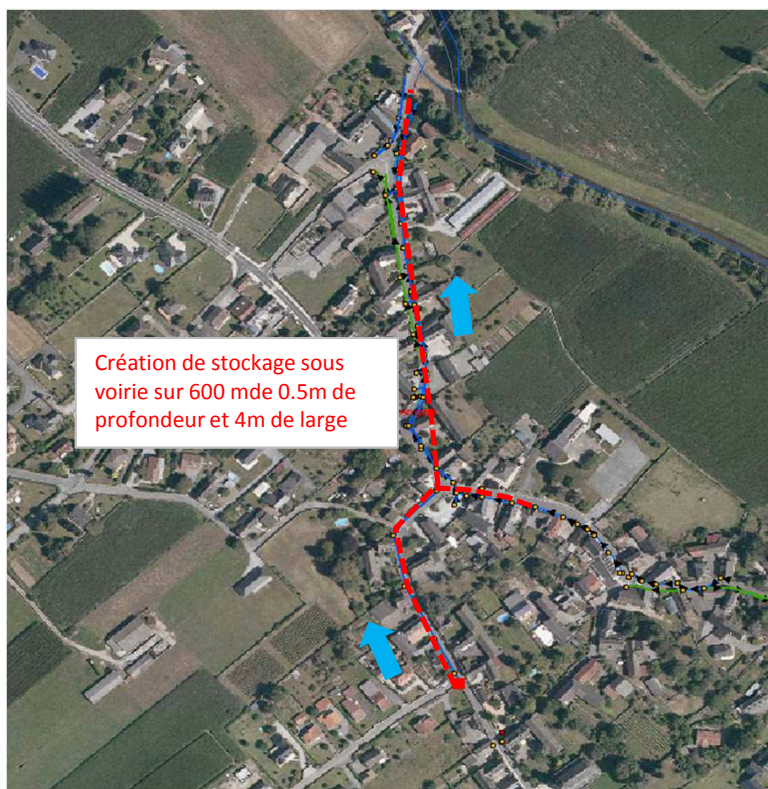 Création de stockage sous
voirie sur 600 mde 0.5m de
profondeur et 4m de large